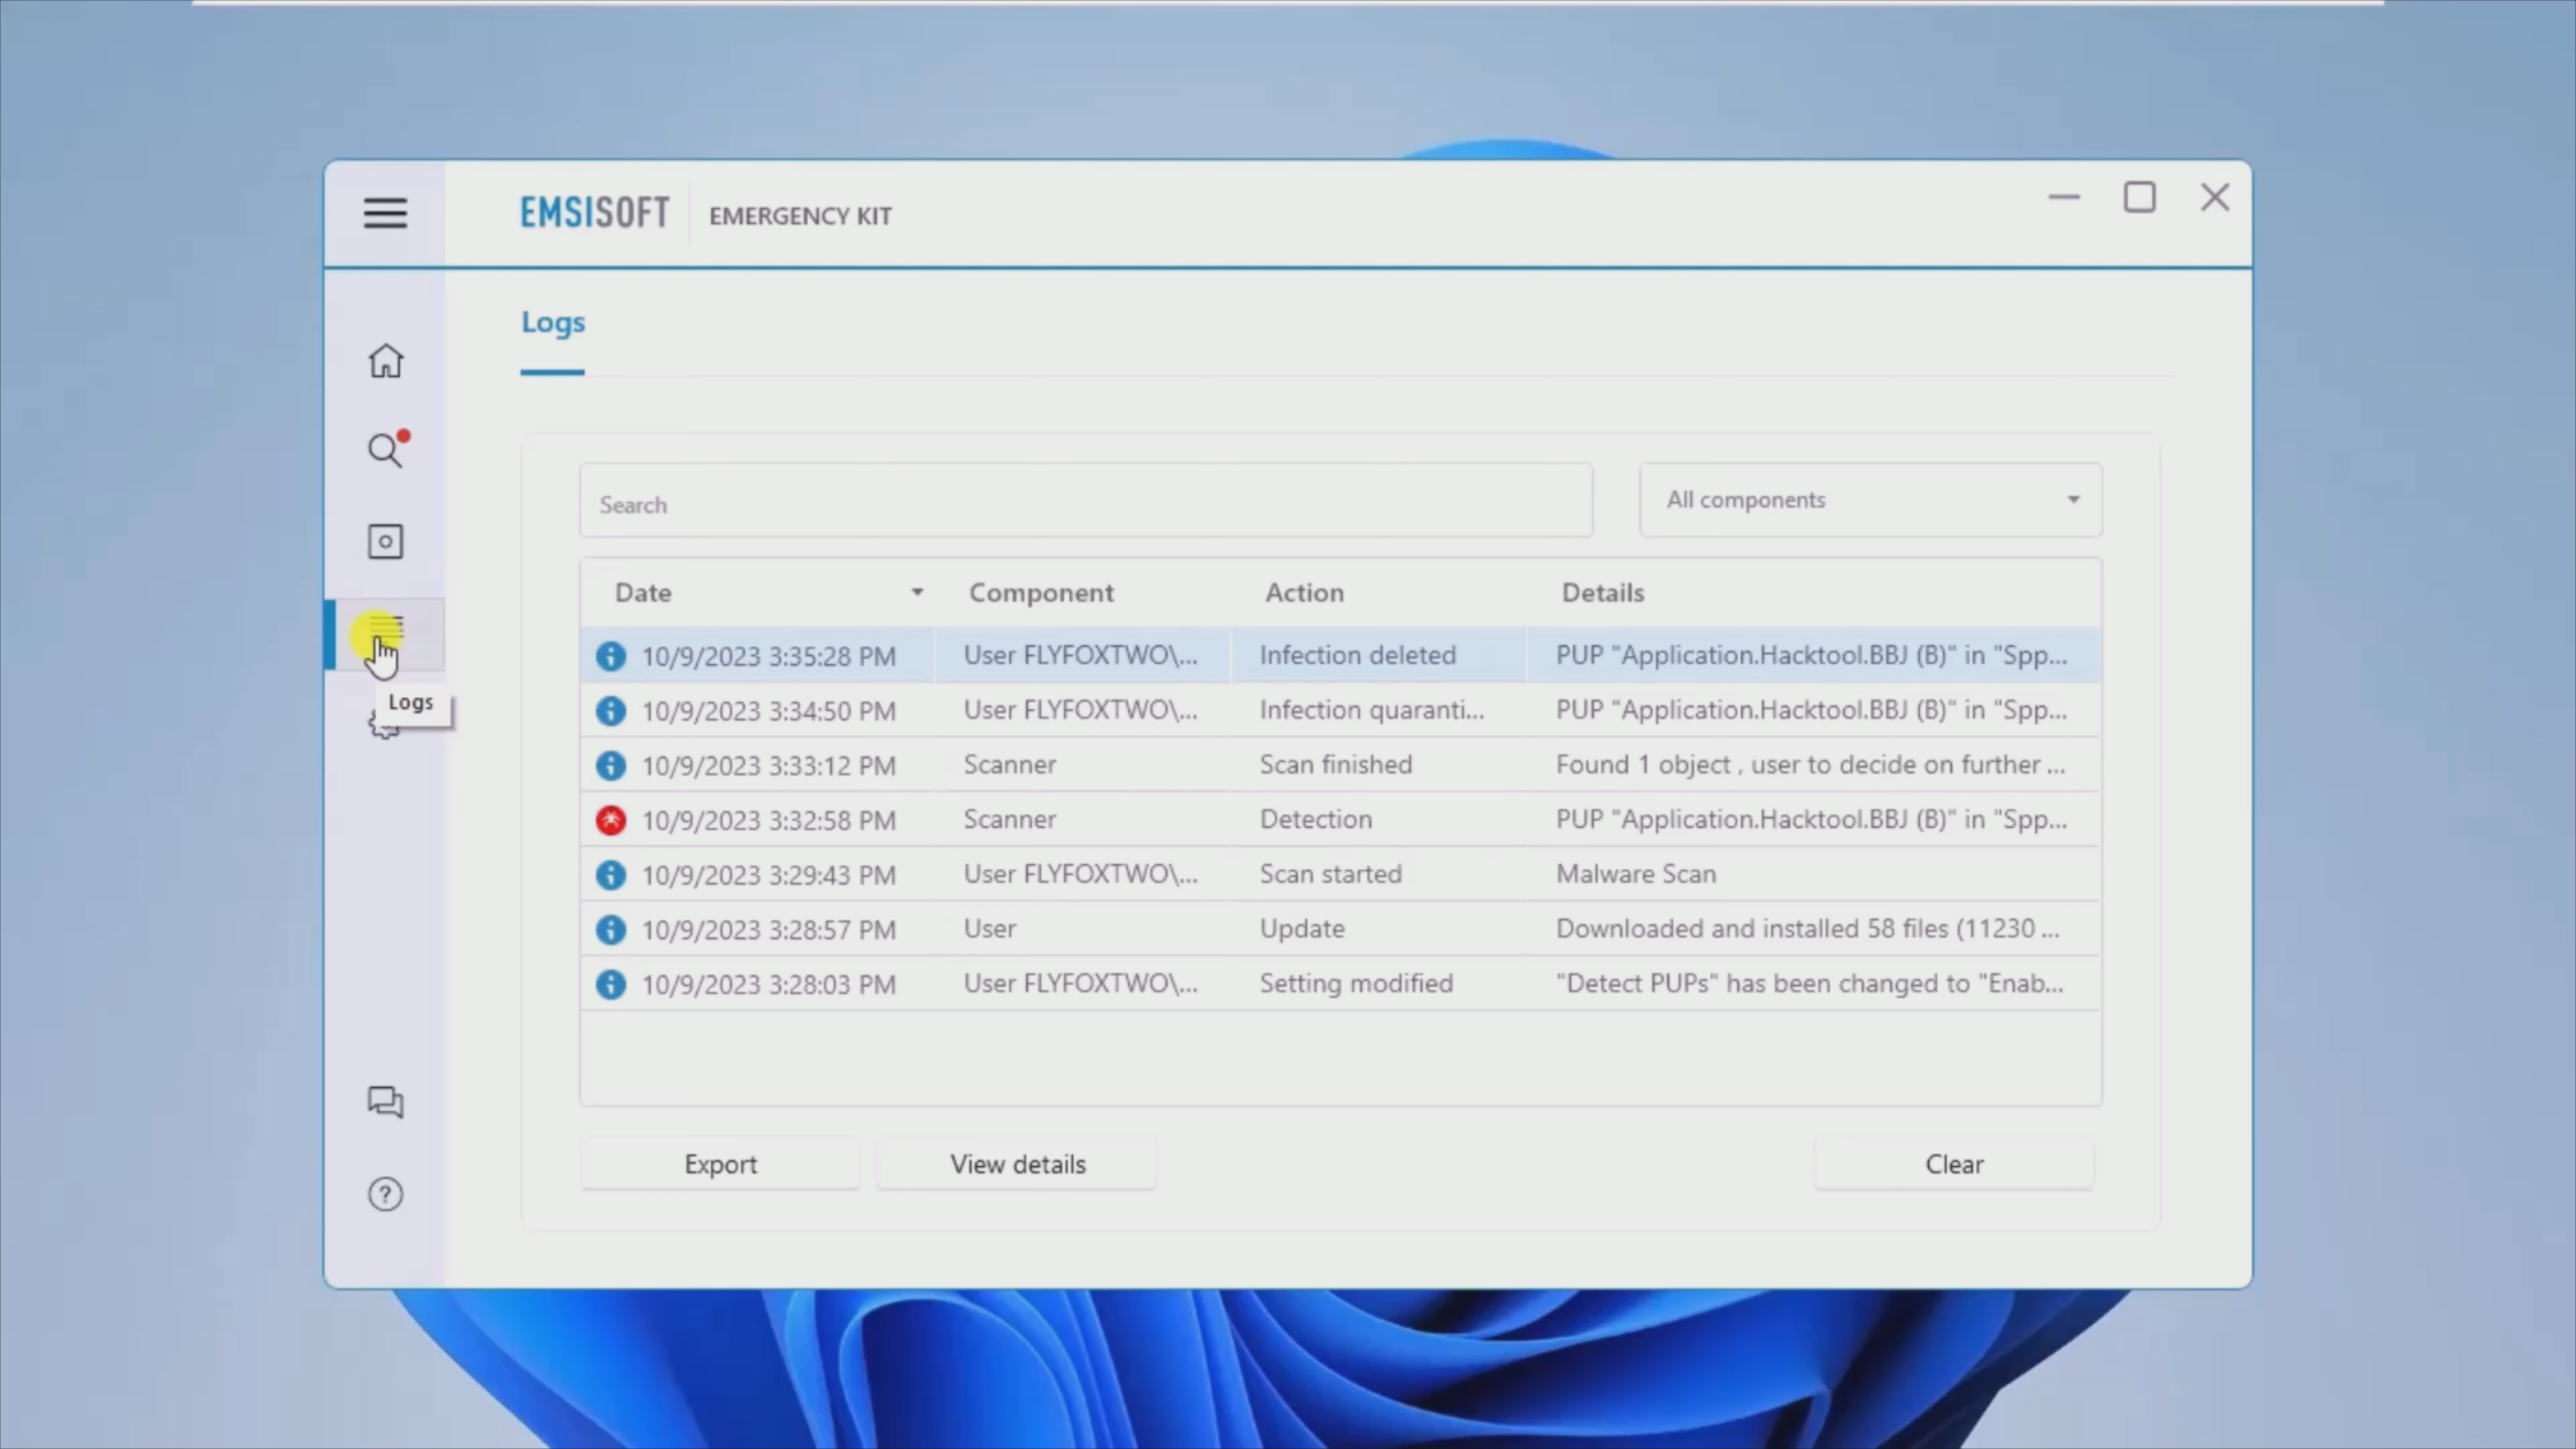 EMSISOFT EMERGENCY KIT
Logs
Search
All components
Date Component Action Details
10/9/2023 3:35:28 PM User FLYFOXTWO\... Infection deleted PUP "Application.Hacktool.BBJ (B)" in "Spp...
10/9/2023 3:34:50 PM User FLYFOXTWO\... Infection quaranti... PUP "Application.Hacktool.BBJ (B)" in "Spp...
10/9/2023 3:33:12 PM Scanner Scan finished Found 1 object , user to decide on further ...
10/9/2023 3:32:58 PM Scanner Detection PUP "Application.Hacktool.BBJ (B)" in "Spp...
10/9/2023 3:29:43 PM User FLYFOXTWO\... Scan started Malware Scan
10/9/2023 3:28:57 PM User Update Downloaded and installed 58 files (11230 ...
10/9/2023 3:28:03 PM User FLYFOXTWO\... Setting modified "Detect PUPs" has been changed to "Enab...
Logs
Export View details Clear